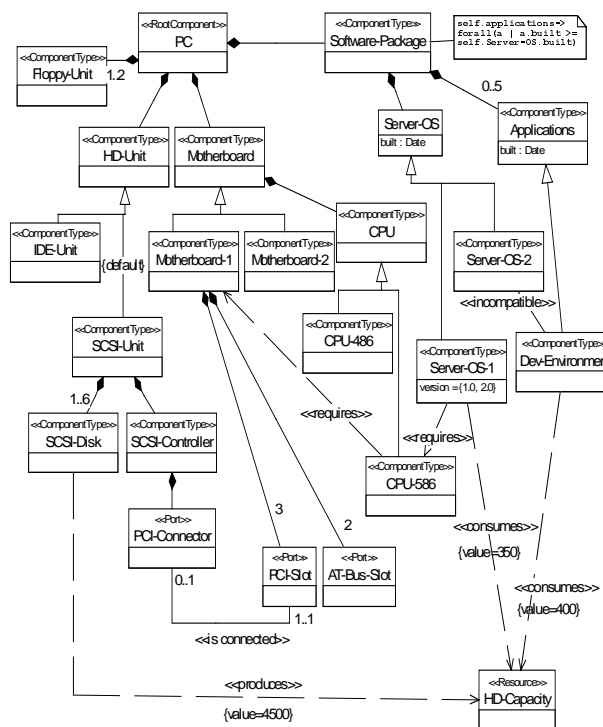 <<RootComponent>>
PC
<<ComponentType>>
Software-Package
self.applications->
forall(a | a.built >=
self.Server-OS.built)
<<ComponentType>>
Floppy-Unit
1..2
0..5
<<ComponentType>>
HD-Unit
<<ComponentType>>
Motherboard
<<ComponentType>>
Server-OS
built : Date
<<ComponentType>>
Applications
built : Date
<<ComponentType>>
CPU
<<ComponentType>>
IDE-Unit
{default}
<<ComponentType>>
Motherboard-1
<<ComponentType>>
Motherboard-2
<<ComponentType>>
Server-OS-2
<<incompatible>>
<<ComponentType>>
SCSI-Unit
<<ComponentType>>
CPU-486
<<ComponentType>>
Server-OS-1
version ={1.0, 2.0}
<<ComponentType>>
Dev-Environment
1..6
<<ComponentType>>
SCSI-Disk
<<ComponentType>>
SCSI-Controller
<<requires>>
<<requires>>
<<ComponentType>>
CPU-586
<<Port>>
PCI-Connector
0..1
3
2
<<Port>>
PCI-Slot
1..1
<<Port>>
AT-Bus-Slot
<<is connected>>
<<consumes>>
{value=350}
<<consumes>>
{value=400}
<<produces>>
{value=4500}
<<Resource>>
HD-Capacity